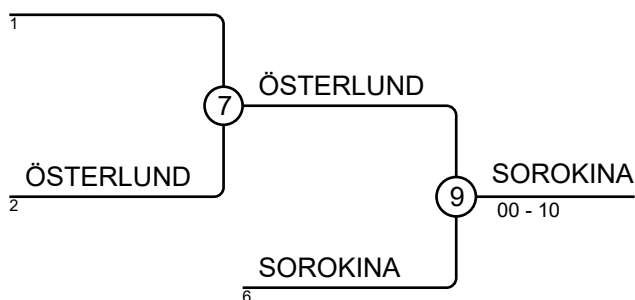 1
7
ÖSTERLUND
ÖSTERLUND
2
9
SOROKINA
00 - 10
SOROKINA
6